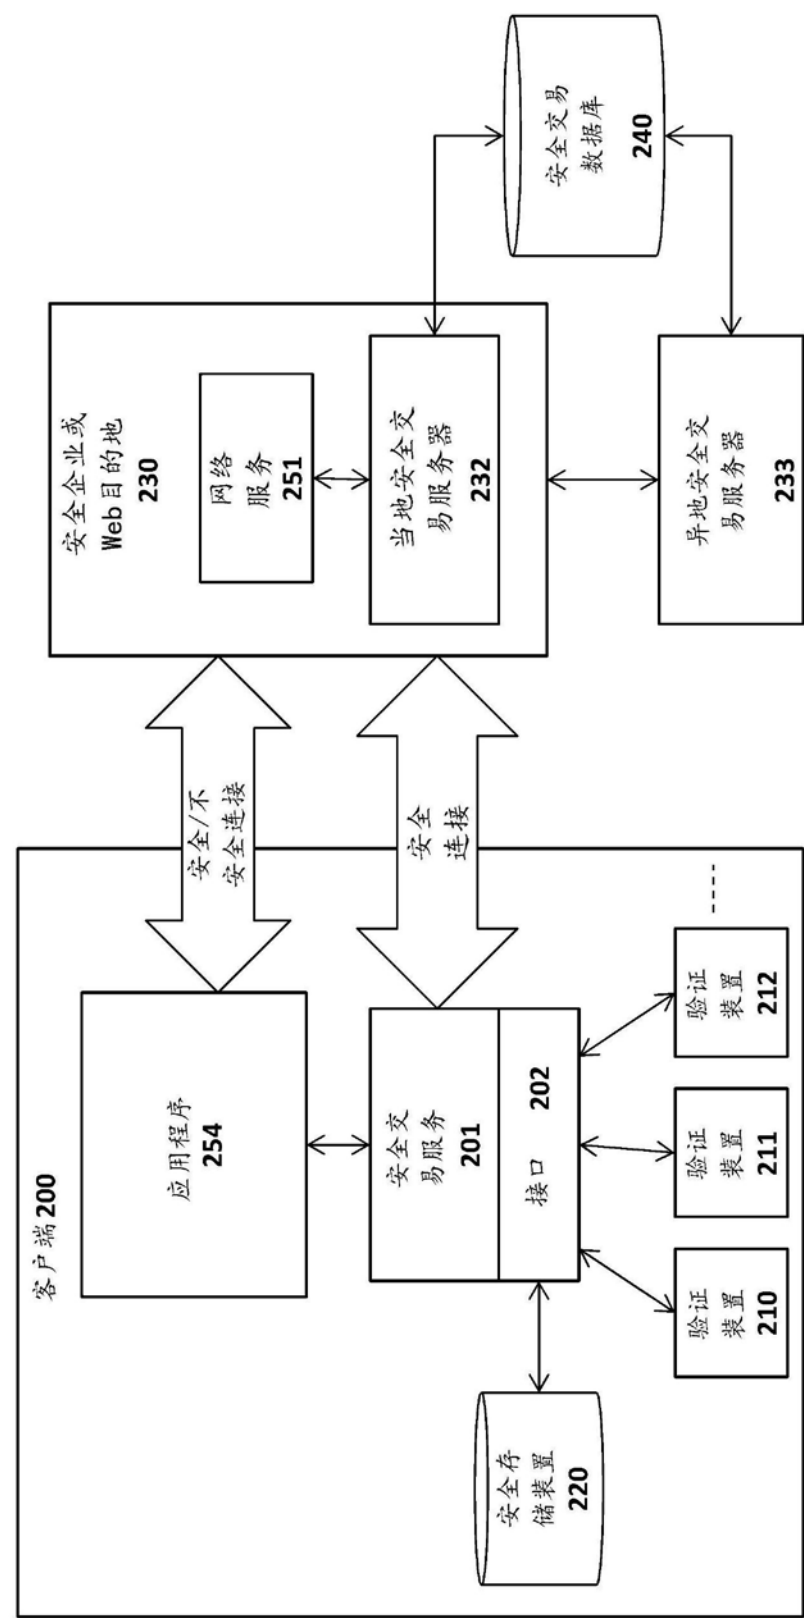 客户端 200
应用程序
254
安全交
易服务
201
接口
202
安全存
储装置
220
验证
装置
210
验证
装置
211
验证
装置
212
安全/不
安全连接
安全
连接
安全企业或
Web目的地
230
网络
服务
251
当地安全交
易服务器
232
异地安全交
易服务器
233
安全交易
数据库
240